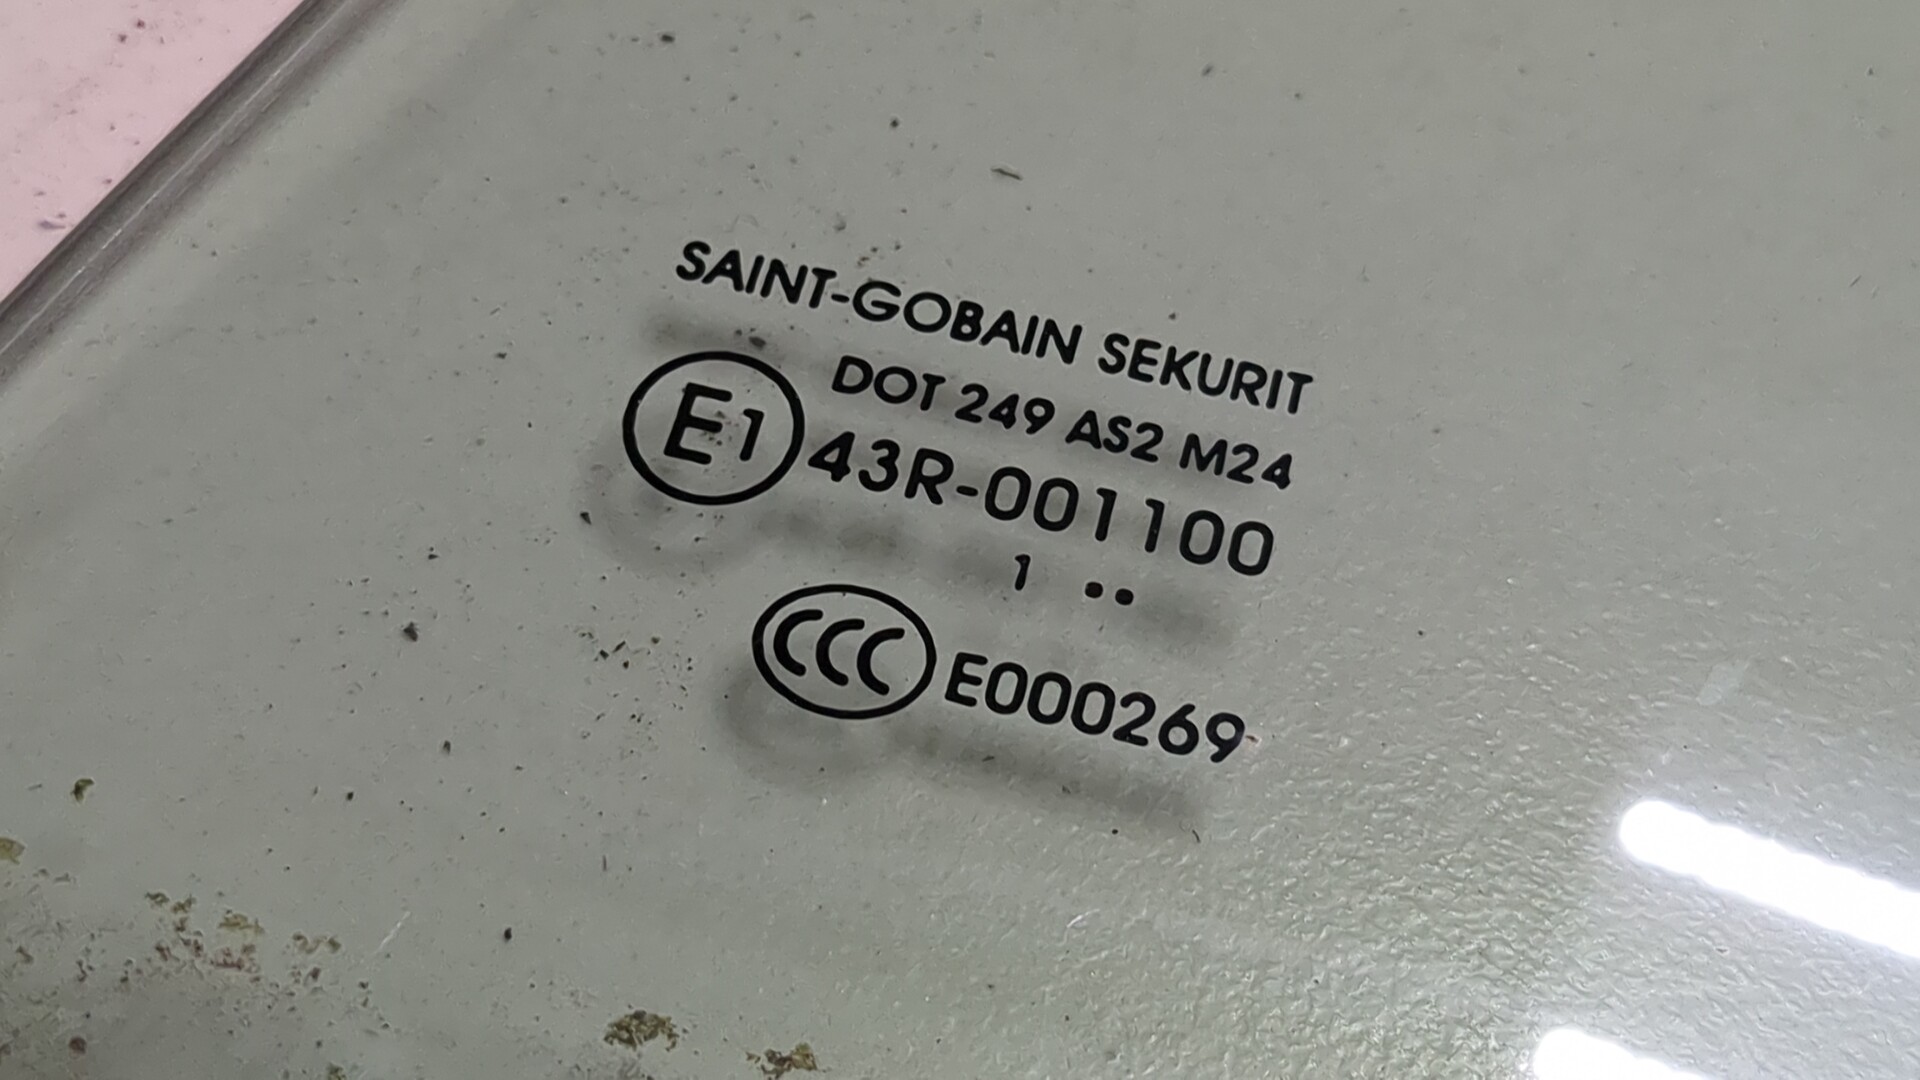 SAINT-GOBAIN SEKURIT
DOT 249 AS2 M24
E1 43R-001100
1 ••
CCC E000269